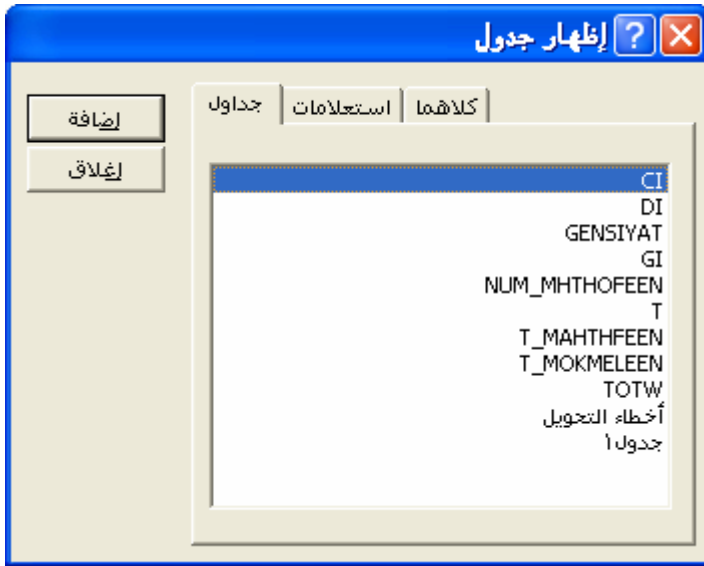 إظهار جدول
جداول
استعلامات
كلاهما
إضافة
إغلاق
CI
DI
GENSIYAT
GI
NUM_MHTHOFEEN
T
T_MAHTHFEEN
T_MOKMELEEN
TOTW
أخطاء التحويل
جدول١